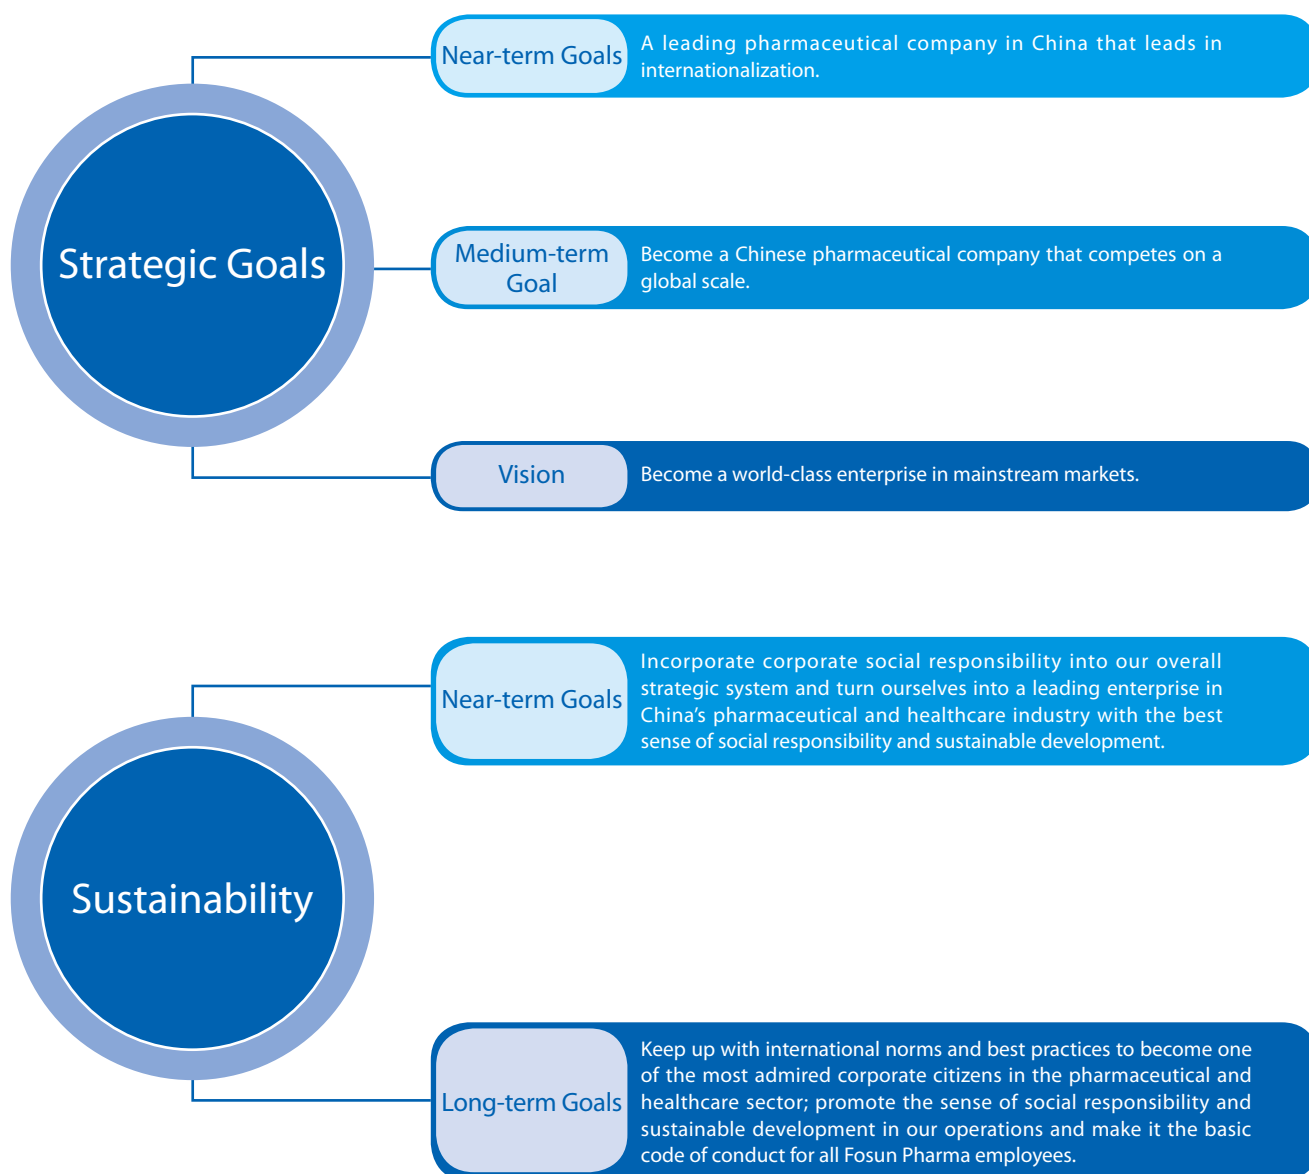 Strategic Goals
Near-term Goals
A leading pharmaceutical company in China that leads in
internationalization.
Medium-term
Goal
Become a Chinese pharmaceutical company that competes on a
global scale.
Vision
Become a world-class enterprise in mainstream markets.
Sustainability
Near-term Goals
Incorporate corporate social responsibility into our overall
strategic system and turn ourselves into a leading enterprise in
China’s pharmaceutical and healthcare industry with the best
sense of social responsibility and sustainable development.
Long-term Goals
Keep up with international norms and best practices to become one
of the most admired corporate citizens in the pharmaceutical and
healthcare sector; promote the sense of social responsibility and
sustainable development in our operations and make it the basic
code of conduct for all Fosun Pharma employees.